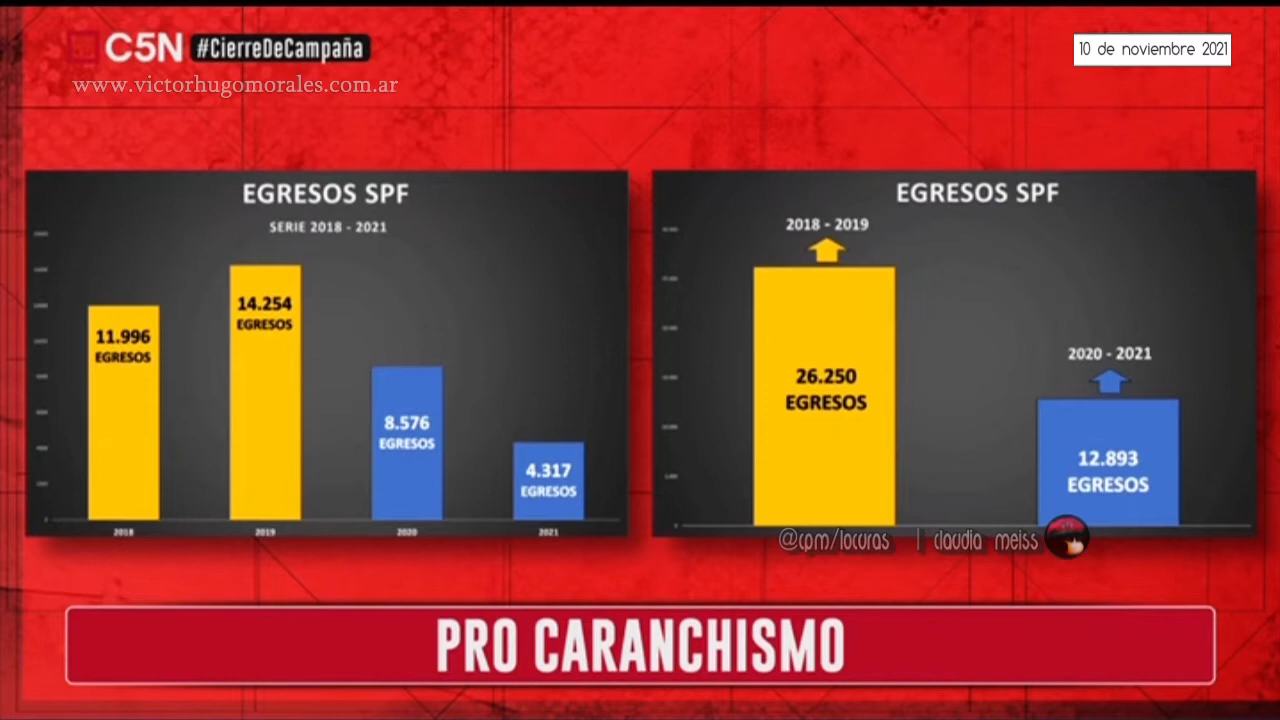 C5N #CierreDeCampaña
www.victorhugomorales.com.ar
10 de noviembre 2021
EGRESOS SPF
SERIE 2018 - 2021
11.996
EGRESOS
14.254
EGRESOS
8.576
EGRESOS
4.317
EGRESOS
2018
2019
2020
2021
EGRESOS SPF
2018 - 2019
26.250
EGRESOS
2020 - 2021
12.893
EGRESOS
@cpm/locuras | claudia meiss
PRO CARANCHISMO